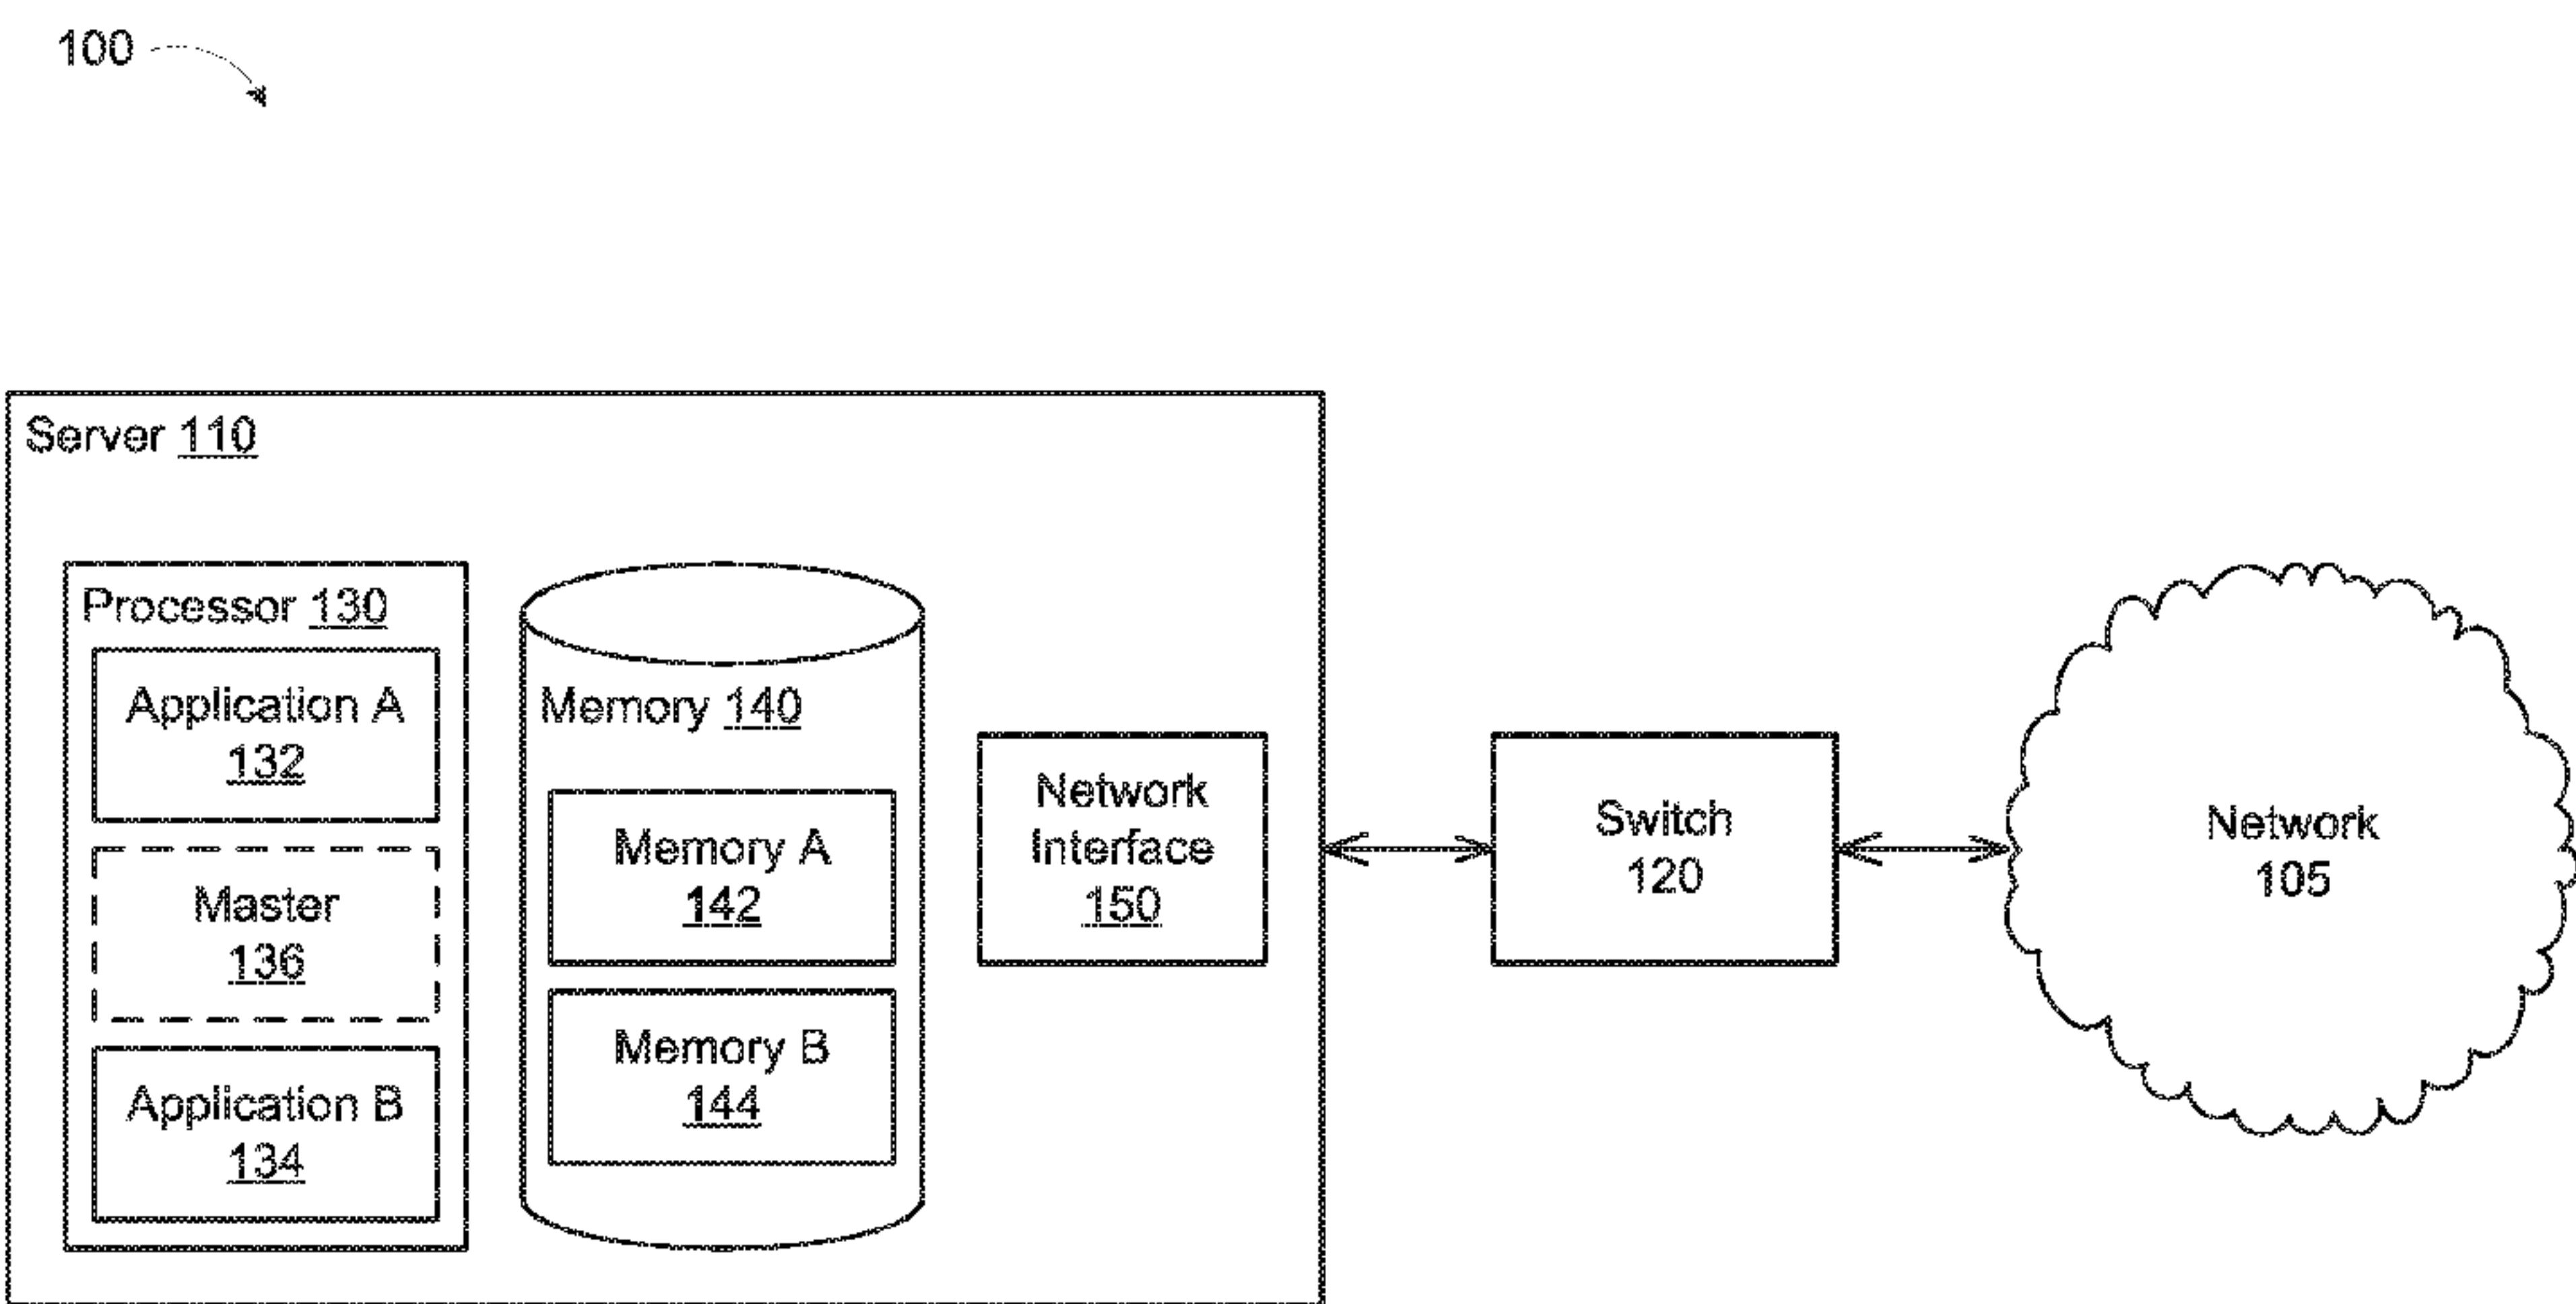 100
Server 110
Processor 130
Application A
132
Master
136
Application B
134
Memory 140
Memory A
142
Memory B
144
Network
Interface
150
Switch
120
Network
105